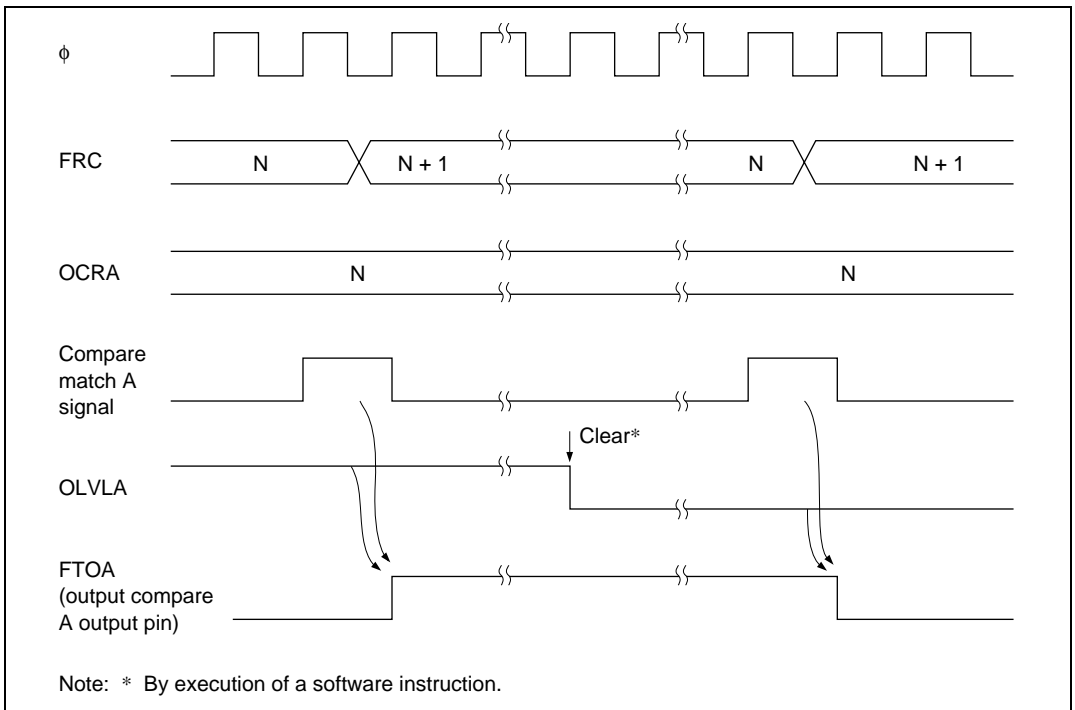 ϕ
FRC
N
N + 1
N
N + 1
OCRA
N
N
Compare
match A
signal
Clear*
OLVLA
FTOA
(output compare
A output pin)
Note: * By execution of a software instruction.